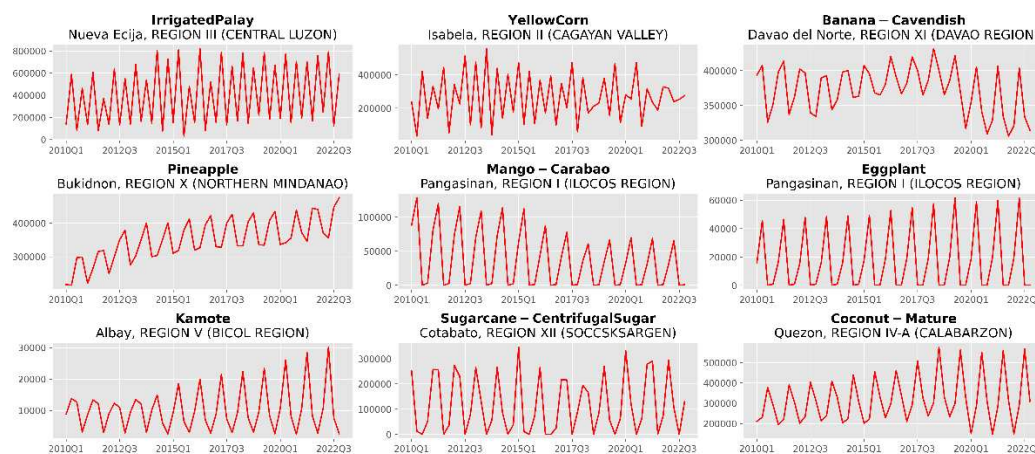 IrrigatedPalay
Nueva Ecija, REGION III (CENTRAL LUZON)
800000
600000
400000
200000
0
2010Q1 2012Q3 2015Q1 2017Q3 2020Q1 2022Q3
YellowCorn
Isabela, REGION II (CAGAYAN VALLEY)
400000
200000
2010Q1 2012Q3 2015Q1 2017Q3 2020Q1 2022Q3
Banana – Cavendish
Davao del Norte, REGION XI (DAVAO REGION
400000
350000
300000
2010Q1 2012Q3 2015Q1 2017Q3 2020Q1 2022Q
Pineapple
Bukidnon, REGION X (NORTHERN MINDANAO)
400000
300000
2010Q1 2012Q3 2015Q1 2017Q3 2020Q1 2022Q3
Mango – Carabao
Pangasinan, REGION I (ILOCOS REGION)
100000
50000
0
2010Q1 2012Q3 2015Q1 2017Q3 2020Q1 2022Q3
Eggplant
Pangasinan, REGION I (ILOCOS REGION)
60000
40000
20000
0
2010Q1 2012Q3 2015Q1 2017Q3 2020Q1 2022Q
Kamote
Albay, REGION V (BICOL REGION)
30000
20000
10000
2010Q1 2012Q3 2015Q1 2017Q3 2020Q1 2022Q3
Sugarcane – CentrifugalSugar
Cotabato, REGION XII (SOCCSKSARGEN)
300000
200000
100000
0
2010Q1 2012Q3 2015Q1 2017Q3 2020Q1 2022Q3
Coconut – Mature
Quezon, REGION IV-A (CALABARZON)
500000
400000
300000
200000
2010Q1 2012Q3 2015Q1 2017Q3 2020Q1 2022Q